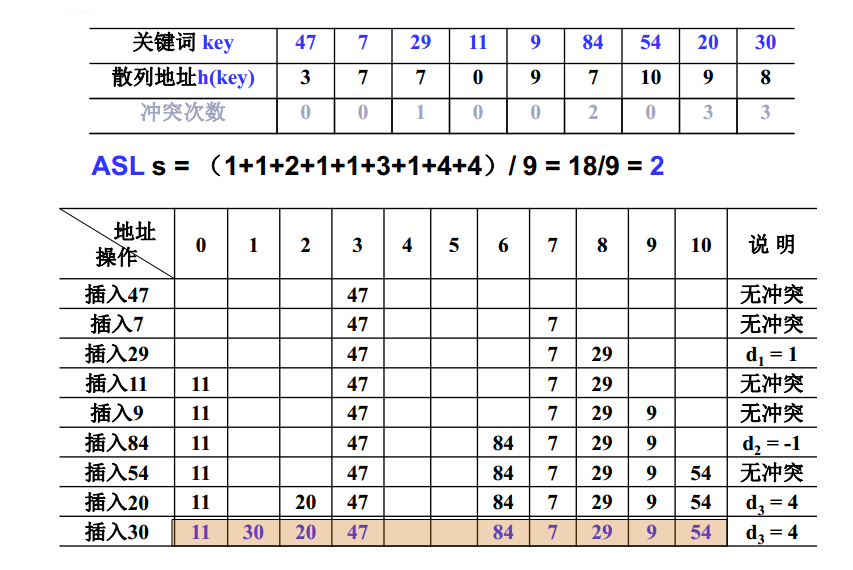 关键词 key 47 7 29 11 9 84 54 20 30
散列地址h(key) 3 7 7 0 9 7 10 9 8
冲突次数 0 0 1 0 0 2 0 3 3
ASL s = （1+1+2+1+1+3+1+4+4）/ 9 = 18/9 = 2
地址 操作 0 1 2 3 4 5 6 7 8 9 10 说 明
插入47 47 无冲突
插入7 47 7 无冲突
插入29 47 7 29 d1 = 1
插入11 11 47 7 29 无冲突
插入9 11 47 7 29 9 无冲突
插入84 11 47 84 7 29 9 d2 = -1
插入54 11 47 84 7 29 9 54 无冲突
插入20 11 20 47 84 7 29 9 54 d3 = 4
插入30 11 30 20 47 84 7 29 9 54 d3 = 4